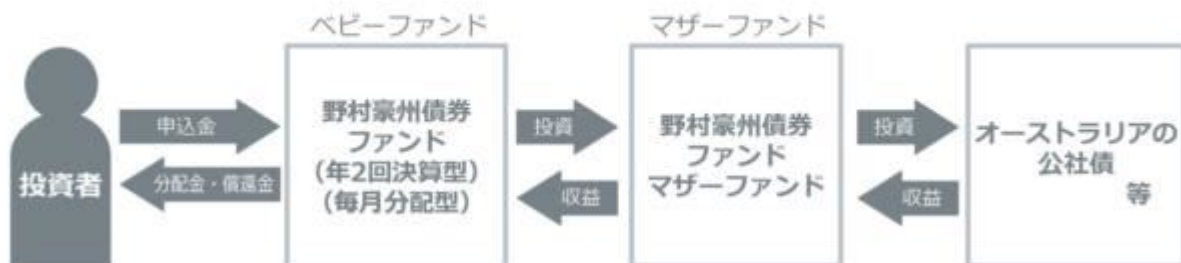 ベビーファンド
マザーファンド
投資者
申込金
分配金・償還金
野村豪州債券
ファンド
（年2回決算型）
（毎月分配型）
投資
収益
野村豪州債券
ファンド
マザーファンド
投資
収益
オーストラリアの
公社債
等